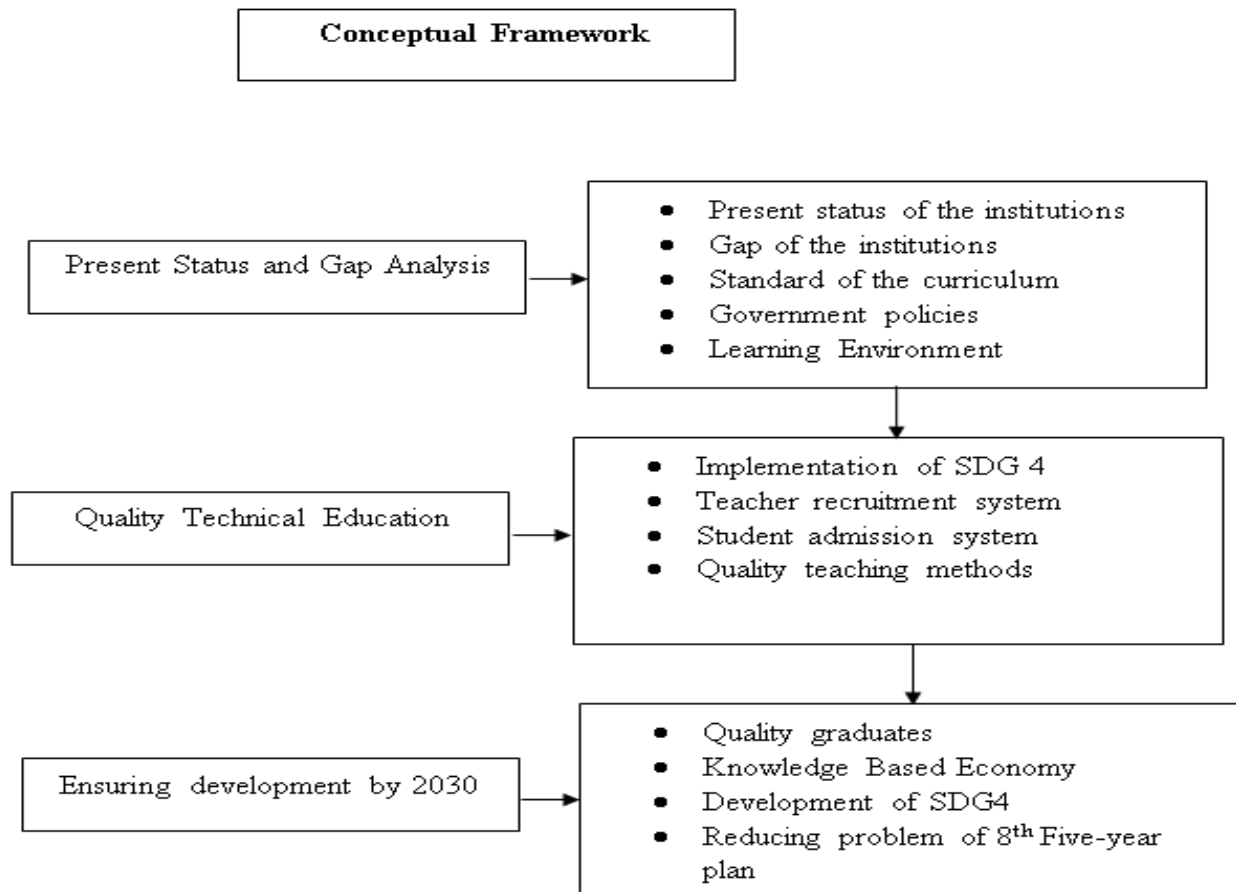 Conceptual Framework
Present Status and Gap Analysis
• Present status of the institutions
• Gap of the institutions
• Standard of the curriculum
• Government policies
• Learning Environment
Quality Technical Education
• Implementation of SDG 4
• Teacher recruitment system
• Student admission system
• Quality teaching methods
Ensuring development by 2030
• Quality graduates
• Knowledge Based Economy
• Development of SDG4
• Reducing problem of 8th Five-year
plan